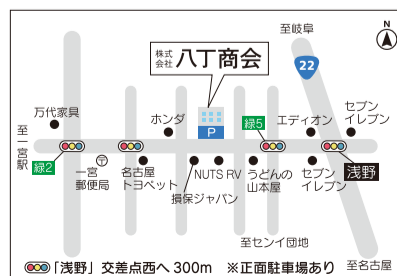 至岐阜
N
株式
会社 八丁商会
22
万代家具
ホンダ
緑5
エディオン
セブン
イレブン
至一宮駅
P
緑2
一宮
郵便局
名古屋
トヨペット
NUTS RV
損保ジャパン
うどんの
山本屋
セブン
イレブン
浅野
至センイ団地
至名古屋
「浅野」交差点西へ300m ※正面駐車場あり